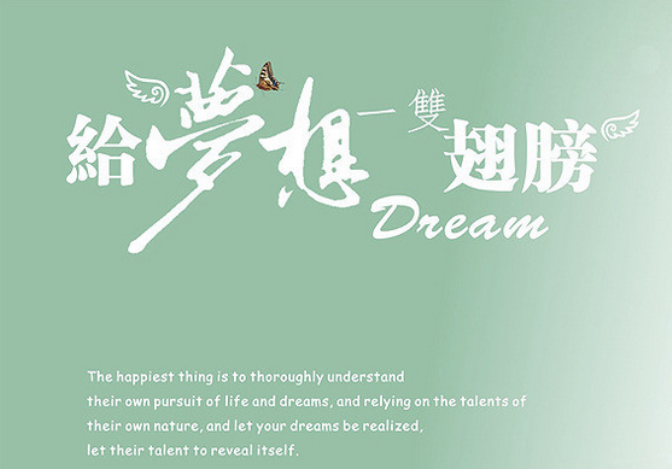 給夢想一雙翅膀
Dream
The happiest thing is to thoroughly understand
their own pursuit of life and dreams, and relying on the talents of
their own nature, and let your dreams be realized,
let their talent to reveal itself.